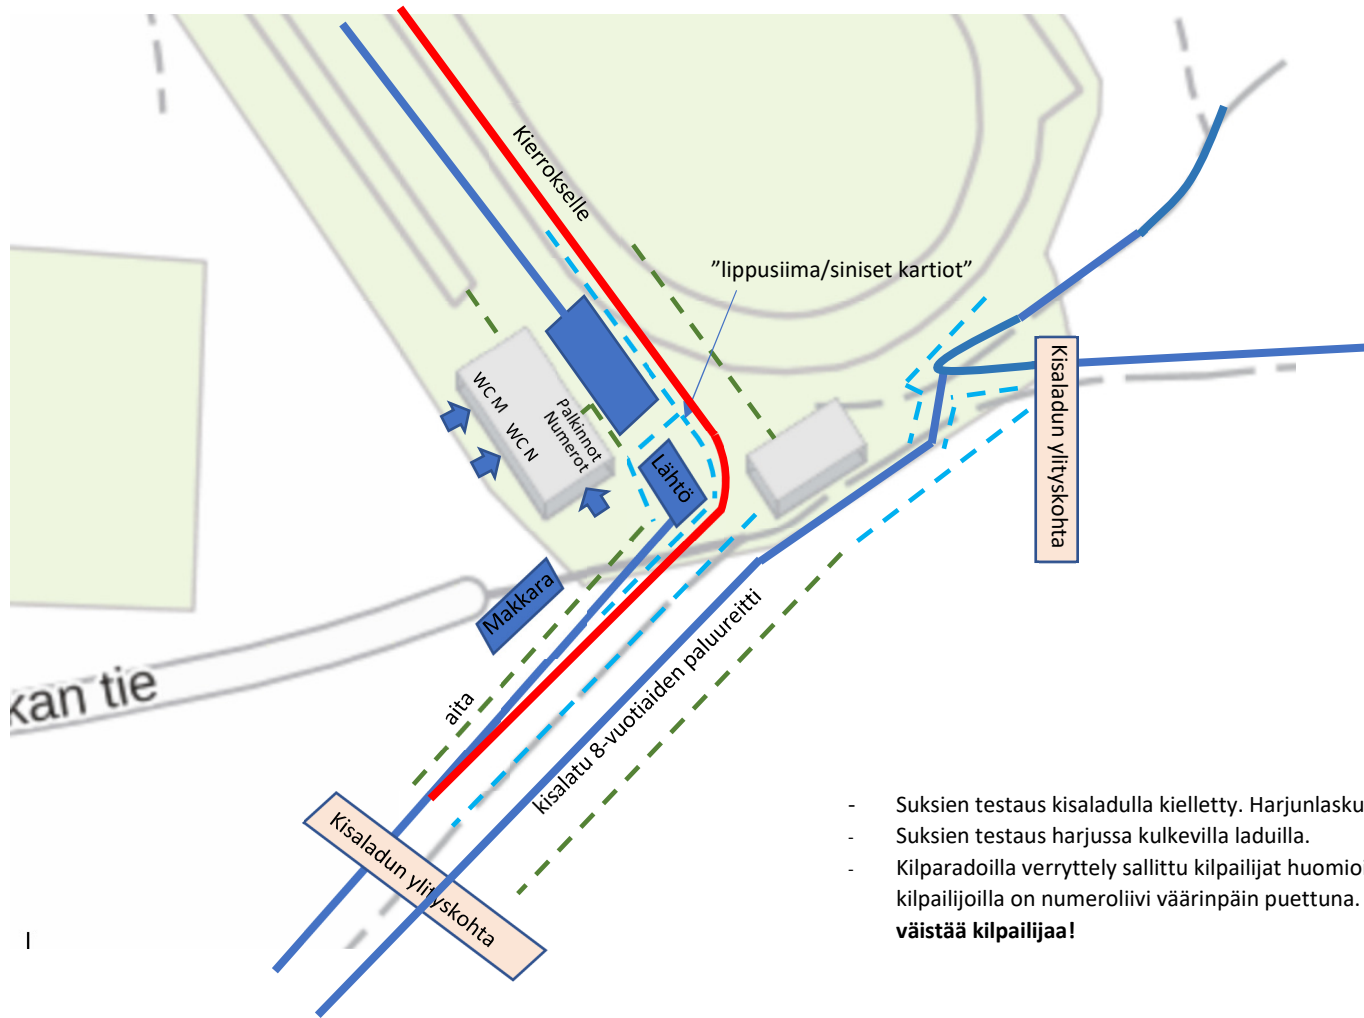 Kierrokselle
”lippusiima/siniset kartiot”
WC M
WC N
Palkinnot
Numerot
Lähtö
Kisaladun ylityskohta
Makkara
kan tie
aita
kisalatu 8-vuotiaiden paluureitti
Kisaladun ylityskohta
- Suksien testaus kisaladulla kielletty. Harjunlasku
- Suksien testaus harjussa kulkevilla laduilla.
- Kilparadoilla verryttely sallittu kilpailijat huomioi
kilpailijoilla on numeroliivi väärinpäin puettuna.
väistää kilpailijaa!